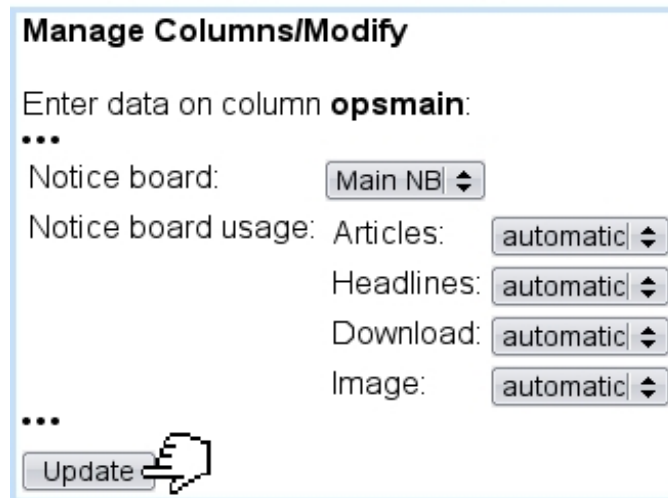 Manage Columns/Modify
Enter data on column opsmain:
•••
Notice board: Main NB
Notice board usage: Articles: automatic
Headlines: automatic
Download: automatic
Image: automatic
•••
Update